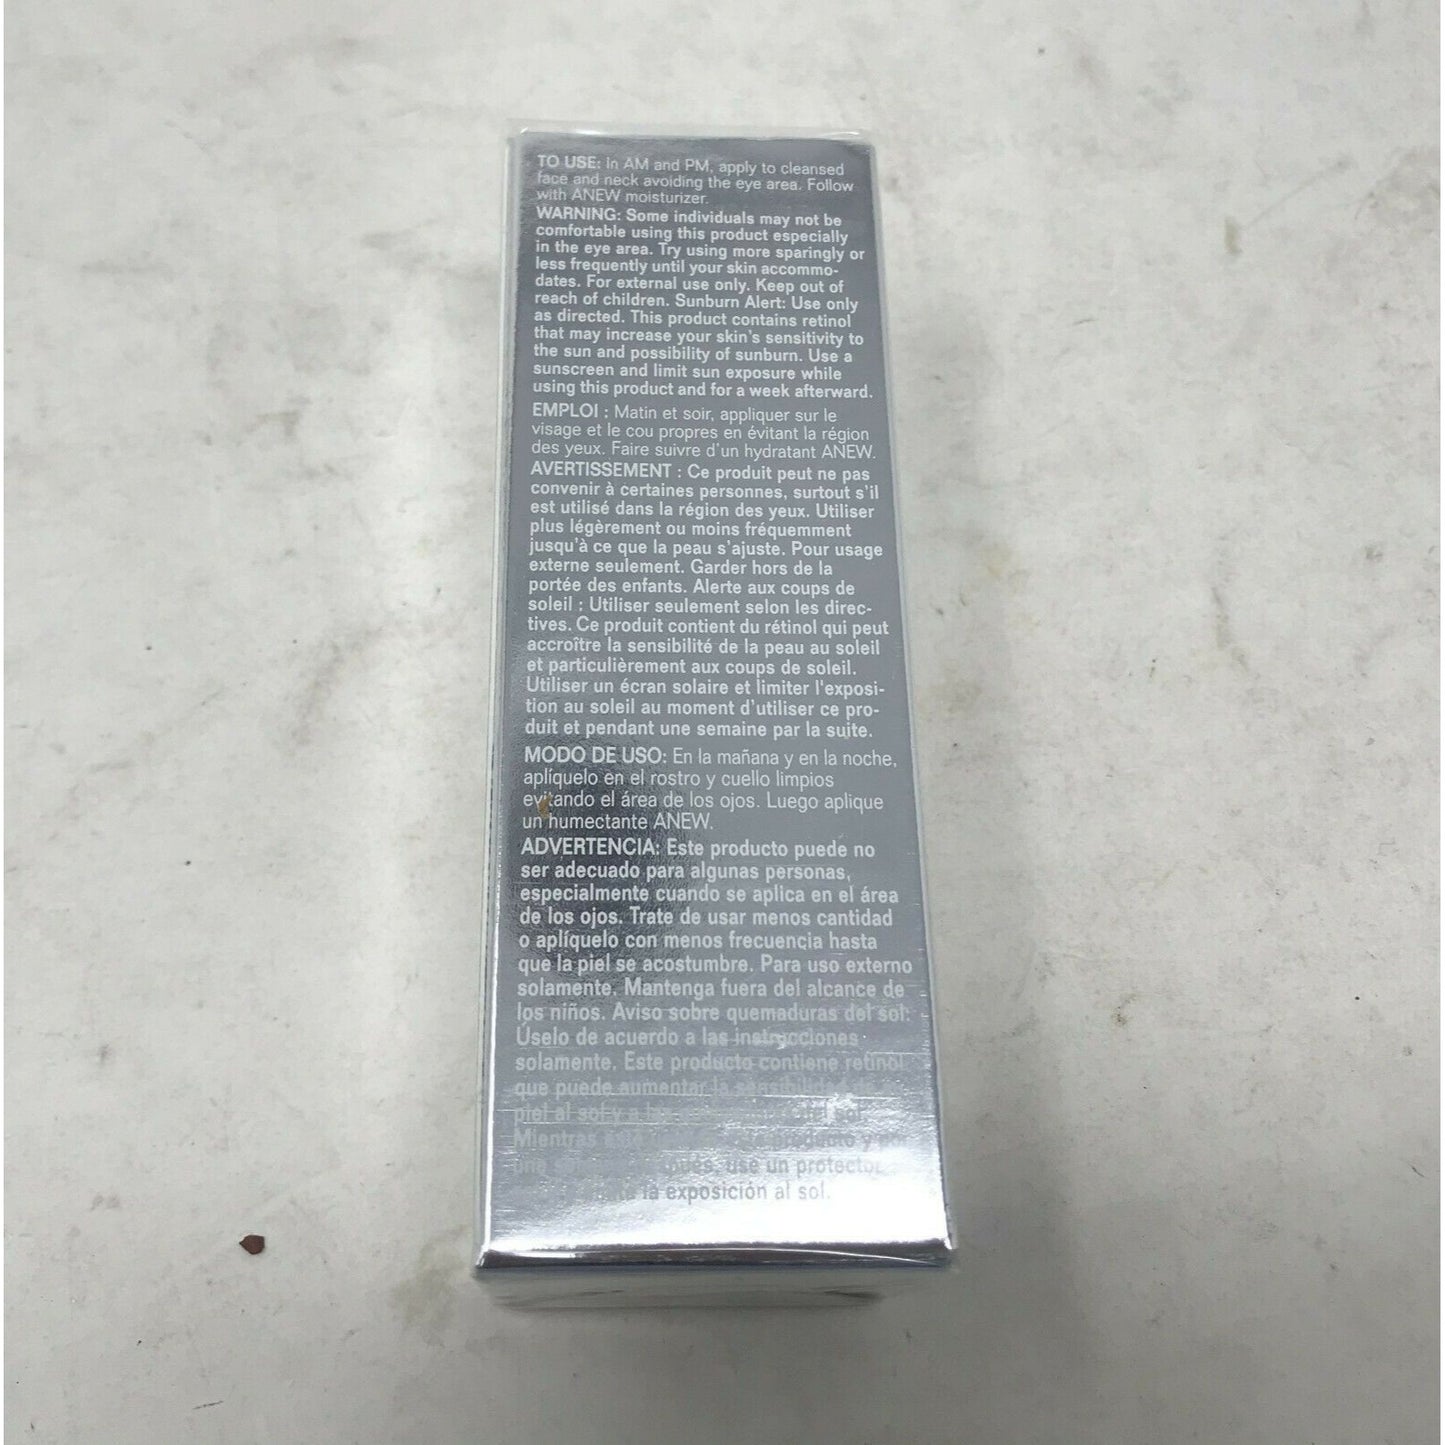 TO USE: In AM and PM, apply to cleansed
face and neck avoiding the eye area. Follow
with ANEW moisturizer.
WARNING: Some individuals may not be
comfortable using this product especially
in the eye area. Try using more sparingly or
less frequently until your skin accommo-
dates. For external use only. Keep out of
reach of children. Sunburn Alert: Use only
as directed. This product contains retinol
that may increase your skin's sensitivity to
the sun and possibility of sunburn. Use a
sunscreen and limit sun exposure while
using this product and for a week afterward.
EMPLOI : Matin et soir, appliquer sur le
visage et le cou propres en évitant la région
des yeux. Faire suivre d'un hydratant ANEW.
AVERTISSEMENT : Ce produit peut ne pas
convenir à certaines personnes, surtout s'il
est utilisé dans la région des yeux. Utiliser
plus légèrement ou moins fréquemment
jusqu'à ce que la peau s'ajuste. Pour usage
externe seulement. Garder hors de la
portée des enfants. Alerte aux coups de
soleil : Utiliser seulement selon les direc-
tives. Ce produit contient du rétinol qui peut
accroître la sensibilité de la peau au soleil
et particulièrement aux coups de soleil.
Utiliser un écran solaire et limiter l'exposi-
tion au soleil au moment d'utiliser ce pro-
duit et pendant une semaine par la suite.
MODO DE USO: En la mañana y en la noche,
aplíquelo en el rostro y cuello limpios
evitando el área de los ojos. Luego aplique
un humectante ANEW.
ADVERTENCIA: Este producto puede no
ser adecuado para algunas personas,
especialmente cuando se aplica en el área
de los ojos. Trate de usar menos cantidad
o aplíquelo con menos frecuencia hasta
que la piel se acostumbre. Para uso externo
solamente. Mantenga fuera del alcance de
los niños. Aviso sobre quemaduras del sol:
Úselo de acuerdo a las instrucciones
solamente. Este producto contiene retinol
que puede aumentar la sensibilidad de
piel al sol y a las del sol.
Mientras esté producto y
use un protector
la exposición al sol.